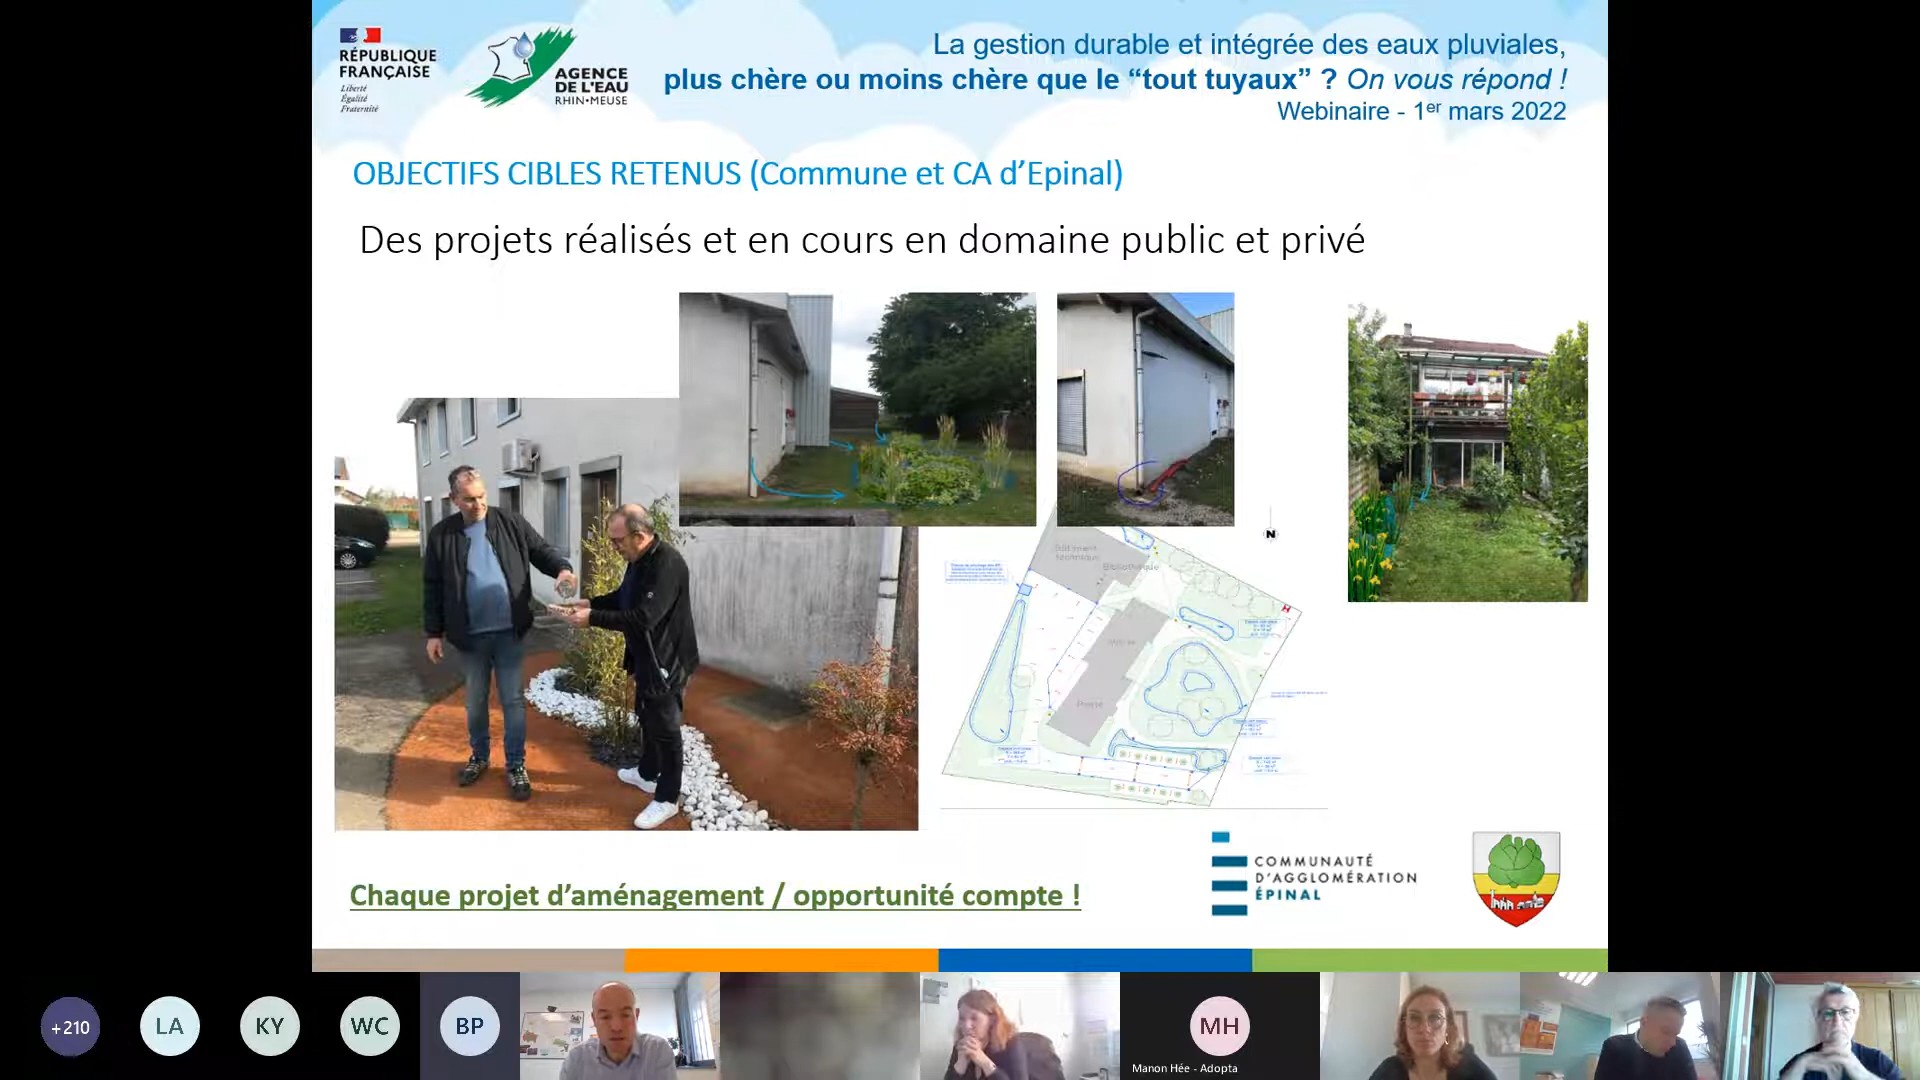 RÉPUBLIQUE
FRANÇAISE
Liberté
Égalité
Fraternité
AGENCE
DE L'EAU
RHIN•MEUSE
La gestion durable et intégrée des eaux pluviales,
plus chère ou moins chère que le “tout tuyaux” ? On vous répond !
Webinaire - 1er mars 2022
OBJECTIFS CIBLES RETENUS (Commune et CA d’Epinal)
Des projets réalisés et en cours en domaine public et privé
N
Bâtiment
technique
Bibliothèque
Chaque projet d’aménagement / opportunité compte !
COMMUNAUTÉ
D'AGGLOMÉRATION
ÉPINAL
+210
LA
KY
WC
BP
MH
Manon Hée - Adopta